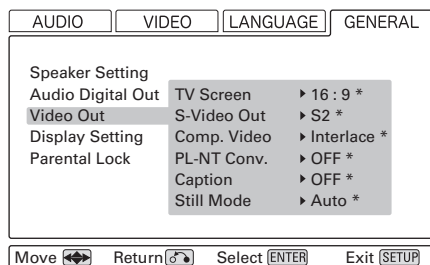 AUDIO VIDEO LANGUAGE GENERAL
Speaker Setting
Audio Digital Out TV Screen 16 : 9 *
Video Out S-Video Out S2 *
Display Setting Comp. Video Interlace *
Parental Lock PL-NT Conv. OFF *
Caption OFF *
Still Mode Auto *
Move Return Select ENTER Exit SETUP